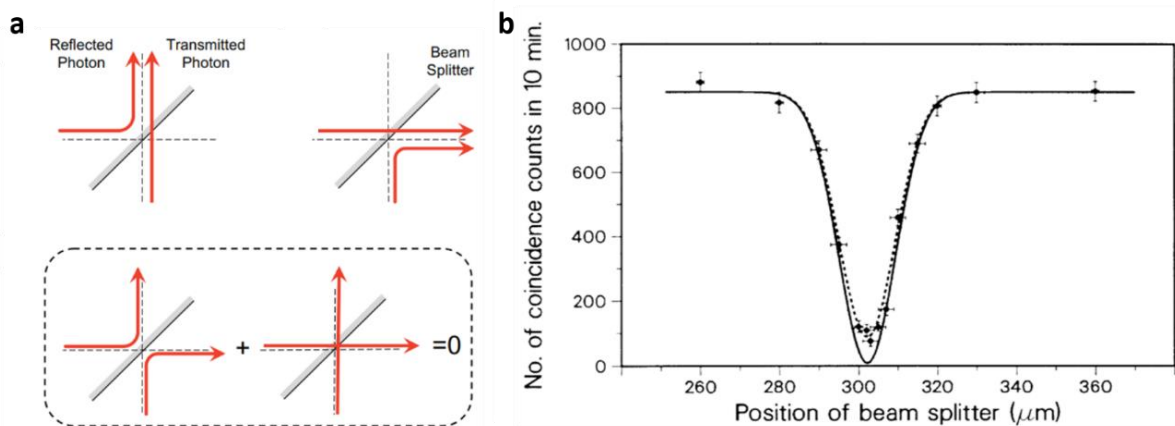 a
Reflected
Photon
Transmitted
Photon
Beam
Splitter
+
=0
b
No. of coincidence counts in 10 min.
1000
800
600
400
200
0
260
280
300
320
340
360
Position of beam splitter (μm)